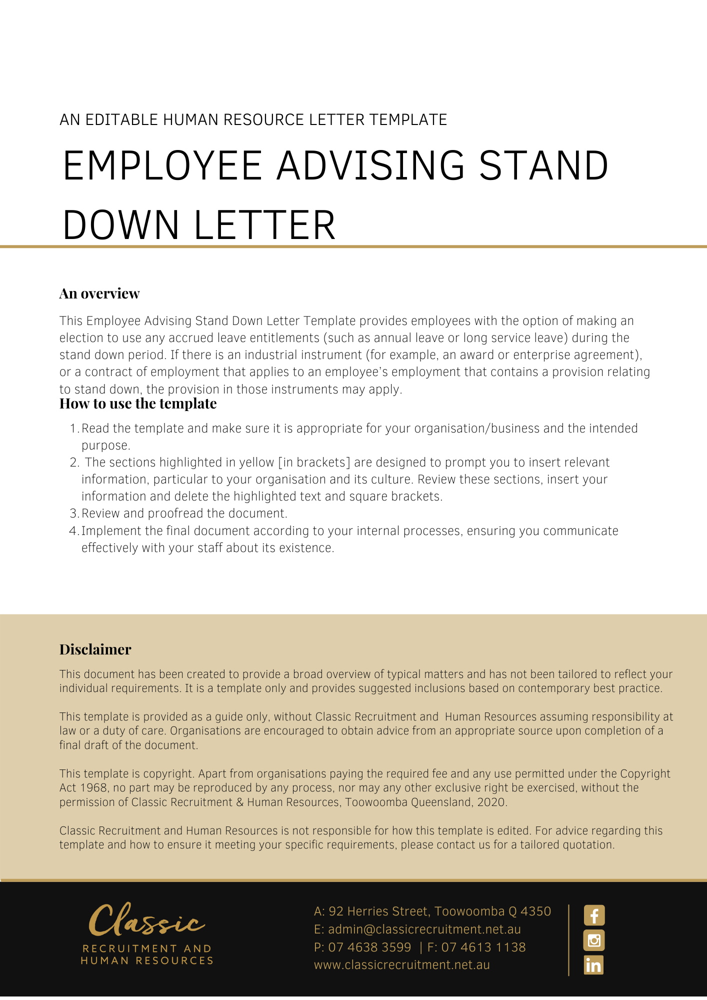 AN EDITABLE HUMAN RESOURCE LETTER TEMPLATE
EMPLOYEE ADVISING STAND
DOWN LETTER
An overview
This Employee Advising Stand Down Letter Template provides employees with the option of making an
election to use any accrued leave entitlements (such as annual leave or long service leave) during the
stand down period. If there is an industrial instrument (for example, an award or enterprise agreement),
or a contract of employment that applies to an employee’s employment that contains a provision relating
to stand down, the provision in those instruments may apply.
How to use the template
1. Read the template and make sure it is appropriate for your organisation/business and the intended
purpose.
2. The sections highlighted in yellow [in brackets] are designed to prompt you to insert relevant
information, particular to your organisation and its culture. Review these sections, insert your
information and delete the highlighted text and square brackets.
3. Review and proofread the document.
4. Implement the final document according to your internal processes, ensuring you communicate
effectively with your staff about its existence.
Disclaimer
This document has been created to provide a broad overview of typical matters and has not been tailored to reflect your
individual requirements. It is a template only and provides suggested inclusions based on contemporary best practice.
This template is provided as a guide only, without Classic Recruitment and Human Resources assuming responsibility at
law or a duty of care. Organisations are encouraged to obtain advice from an appropriate source upon completion of a
final draft of the document.
This template is copyright. Apart from organisations paying the required fee and any use permitted under the Copyright
Act 1968, no part may be reproduced by any process, nor may any other exclusive right be exercised, without the
permission of Classic Recruitment & Human Resources, Toowoomba Queensland, 2020.
Classic Recruitment and Human Resources is not responsible for how this template is edited. For advice regarding this
template and how to ensure it meeting your specific requirements, please contact us for a tailored quotation.
Classic
RECRUITMENT AND
HUMAN RESOURCES
A: 92 Herries Street, Toowoomba Q 4350
E: admin@classicrecruitment.net.au
P: 07 4638 3599 | F: 07 4613 1138
www.classicrecruitment.net.au